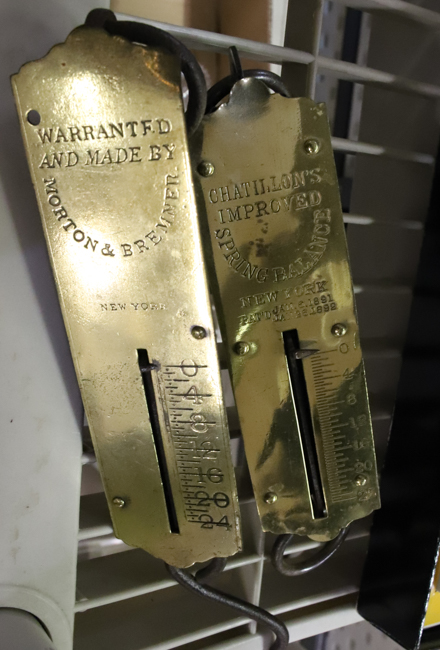 WARRANTED
AND MADE BY
MORTON & BREMNER
NEW YORK
0
4
8
12
16
20
24
CHATILLON'S
IMPROVED
SPRING BALANCE
NEW YORK
0
4
8
12
16
20